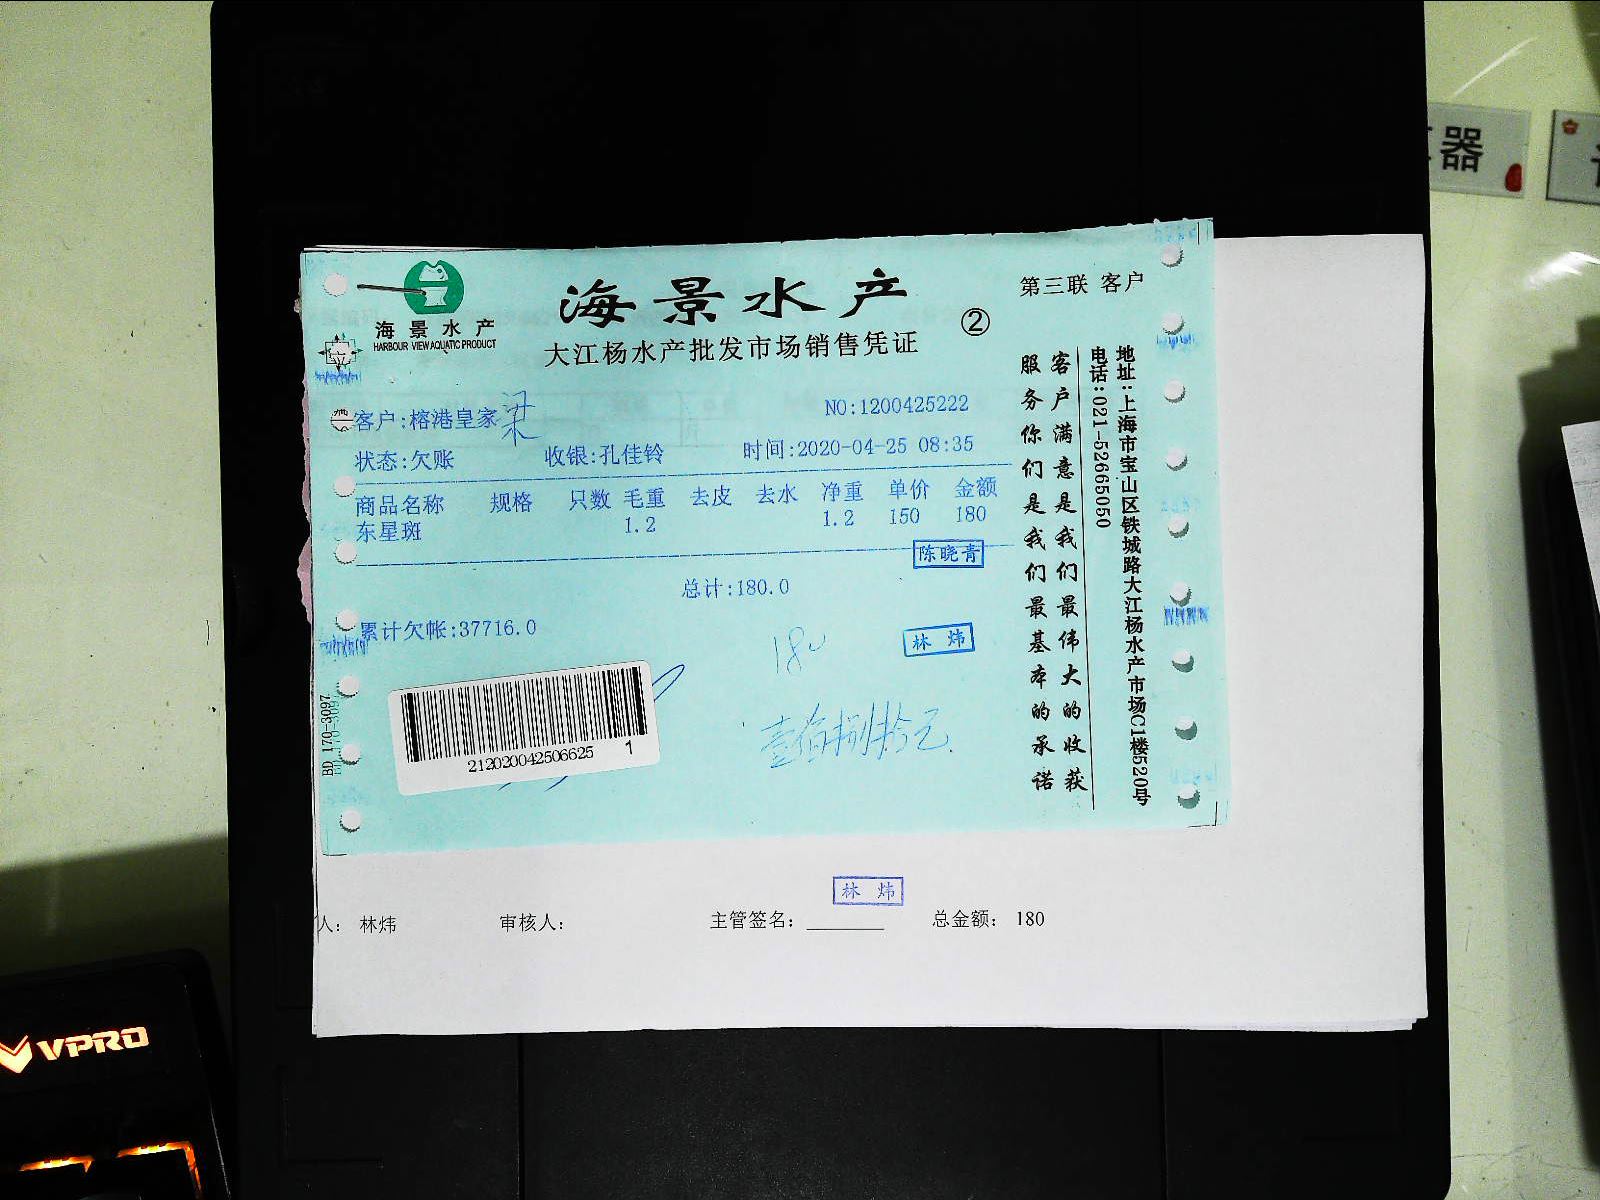 器
海景水产
HARBOUR VIEW AQUATIC PRODUCT
海景水产
大江杨水产批发市场销售凭证
②
第三联 客户
客户:榕港皇家
梁
NO:1200425222
状态:欠账 收银:孔佳铃 时间:2020-04-25 08:35
商品名称 规格 只数 毛重 去皮 去水 净重 单价 金额
东星斑 1.2 1.2 150 180
陈晓青
总计:180.0
累计欠帐:37716.0
180
林炜
壹佰捌拾元
212020042506625 1
BD 170-3097
地址:上海市宝山区铁城路大江杨水产市场C1楼520号
电话:021-52665050
客户满意是我们最伟大的收获
服务你们是我们最基本的承诺
林炜
人: 林炜 审核人: 主管签名: 总金额: 180
VPRO